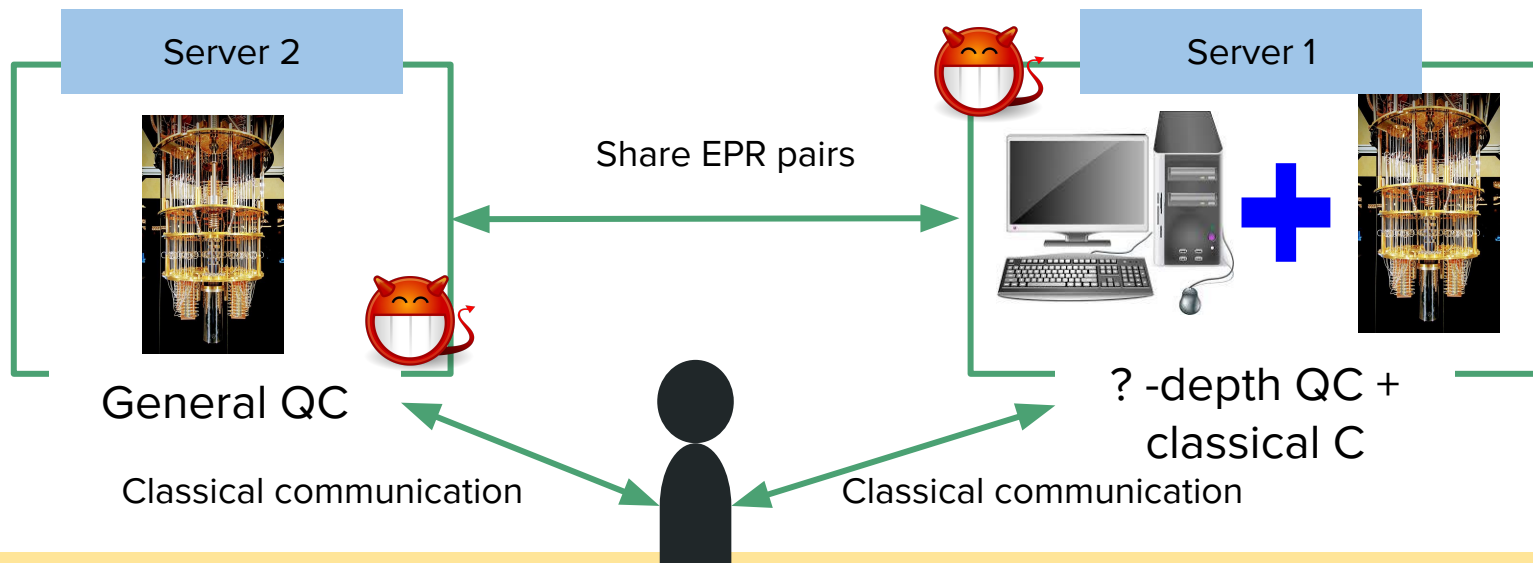 Server 2
Server 1
Share EPR pairs
General QC
? -depth QC +
classical C
Classical communication
Classical communication